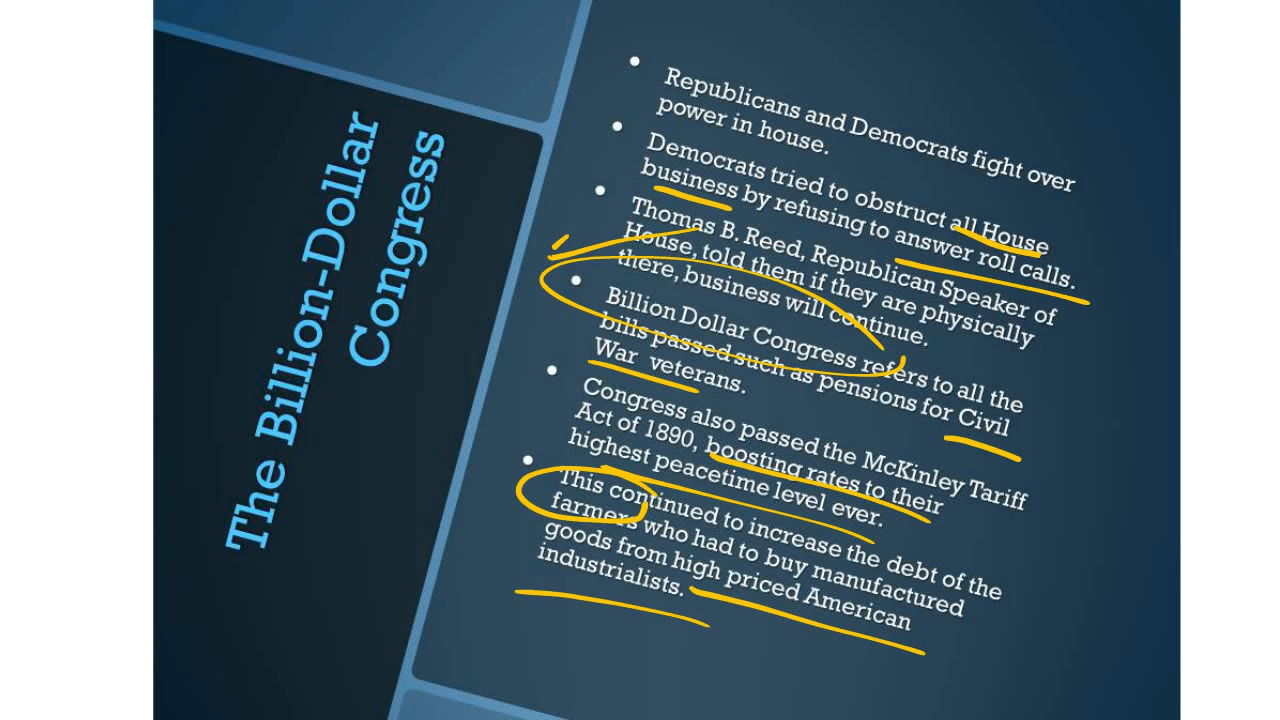 The Billion-Dollar
Congress
Republicans and Democrats fight over
power in house.
Democrats tried to obstruct all House
business by refusing to answer roll calls.
Thomas B. Reed, Republican Speaker of
House, told them if they are physically
there, business will continue.
Billion Dollar Congress refers to all the
bills passed such as pensions for Civil
War veterans.
Congress also passed the McKinley Tariff
Act of 1890, boosting rates to their
highest peacetime level ever.
This continued to increase the debt of the
farmers who had to buy manufactured
goods from high priced American
industrialists.